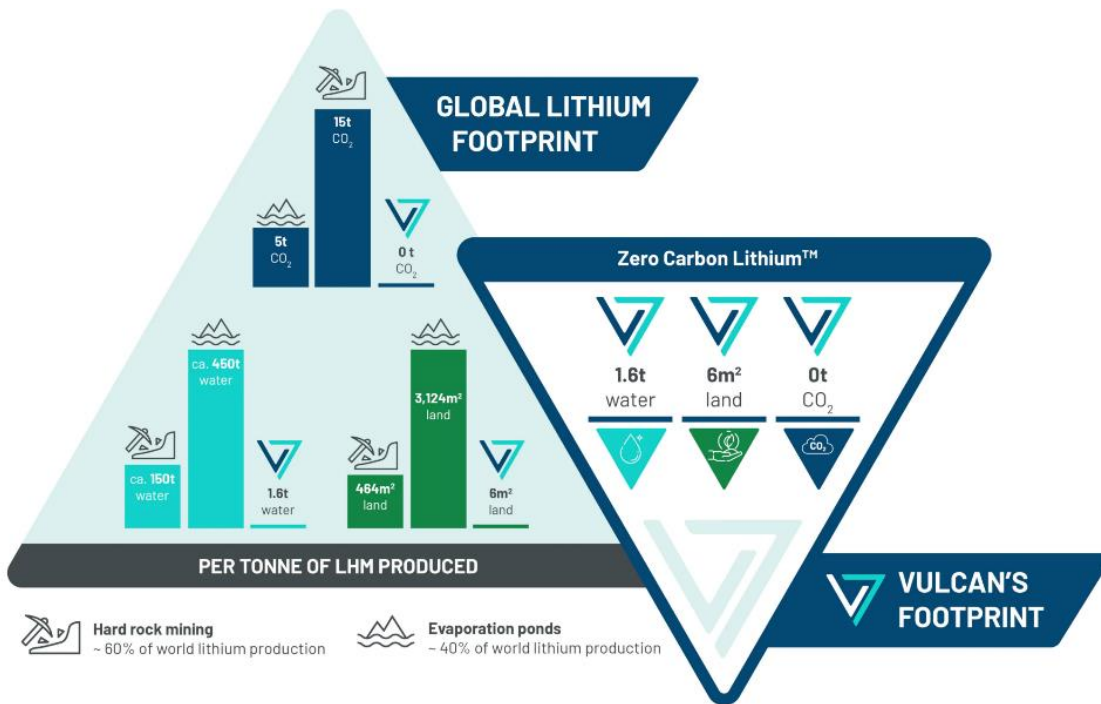 GLOBAL LITHIUM
FOOTPRINT
15t
CO₂
5t
CO₂
0 t
CO₂
ca. 450t
water
ca. 150t
water
1.6t
water
3,124m²
land
464m²
land
6m²
land
PER TONNE OF LHM PRODUCED
Zero Carbon Lithium™
1.6t
water
6m²
land
0t
CO₂
CO₂
VULCAN'S
FOOTPRINT
Hard rock mining
~ 60% of world lithium production
Evaporation ponds
~ 40% of world lithium production